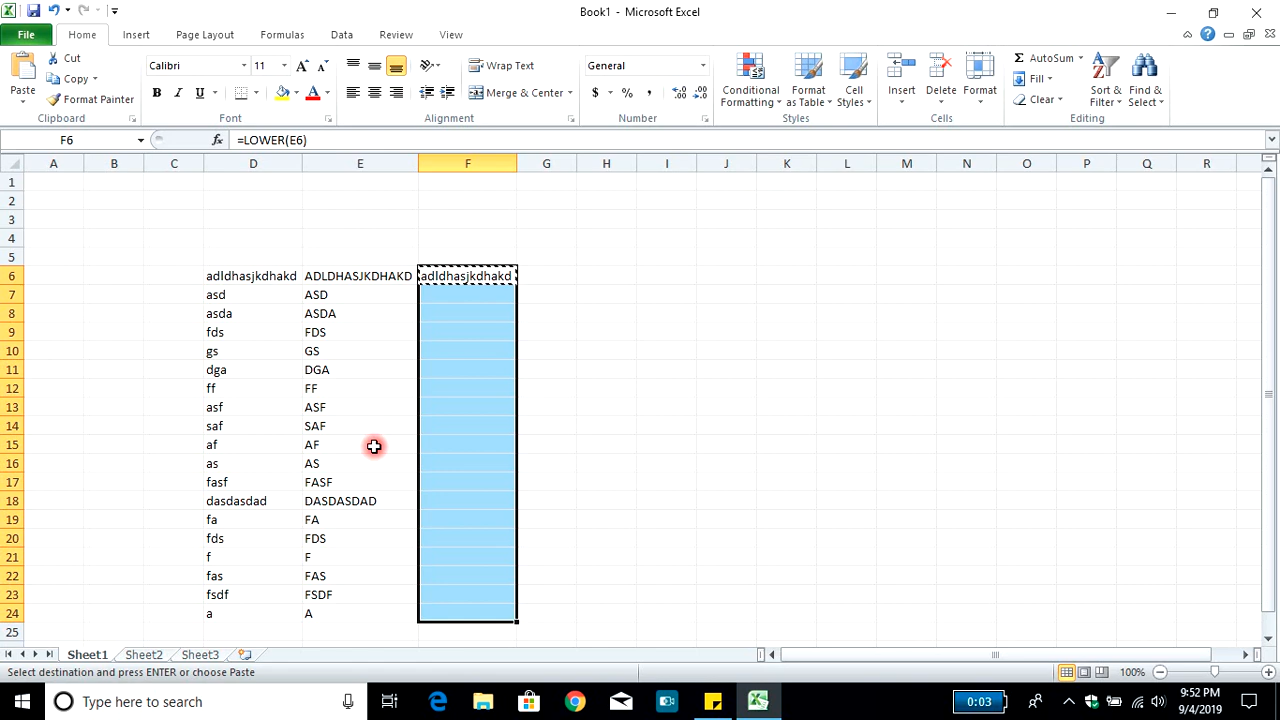 Book1 - Microsoft Excel
File Home Insert Page Layout Formulas Data Review View
Paste
Cut
Copy
Format Painter
Clipboard
Calibri 11
B I U
Font
Wrap Text
Merge & Center
Alignment
General
$ % ,
Number
Conditional Formatting
Format as Table
Cell Styles
Styles
Insert Delete Format
Cells
AutoSum
Fill
Clear
Sort & Filter
Find & Select
Editing
F6 fx =LOWER(E6)
A B C D E F G H I J K L M N O P Q R
1
2
3
4
5
6 adldhasjkdhakd ADLDHASJKDHAKD adldhasjkdhakd
7 asd ASD
8 asda ASDA
9 fds FDS
10 gs GS
11 dga DGA
12 ff FF
13 asf ASF
14 saf SAF
15 af AF
16 as AS
17 fasf FASF
18 dasdasdad DASDASDAD
19 fa FA
20 fds FDS
21 f F
22 fas FAS
23 fsdf FSDF
24 a A
25
Sheet1 Sheet2 Sheet3
Select destination and press ENTER or choose Paste 100%
Type here to search
0:03
9:52 PM
9/4/2019